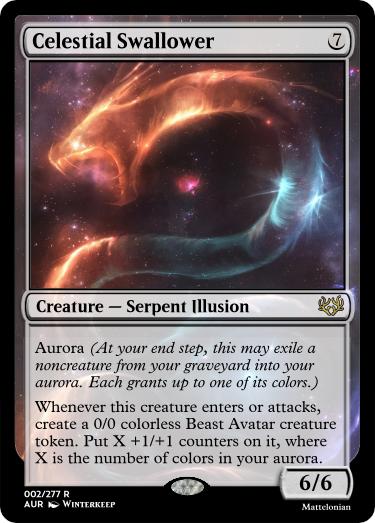 Celestial Swallower 7
Creature — Serpent Illusion
Aurora (At your end step, this may exile a
noncreature from your graveyard into your
aurora. Each grants up to one of its colors.)
Whenever this creature enters or attacks,
create a 0/0 colorless Beast Avatar creature
token. Put X +1/+1 counters on it, where
X is the number of colors in your aurora.
6/6
002/277 R
AUR WINTERKEEP
Mattelonian